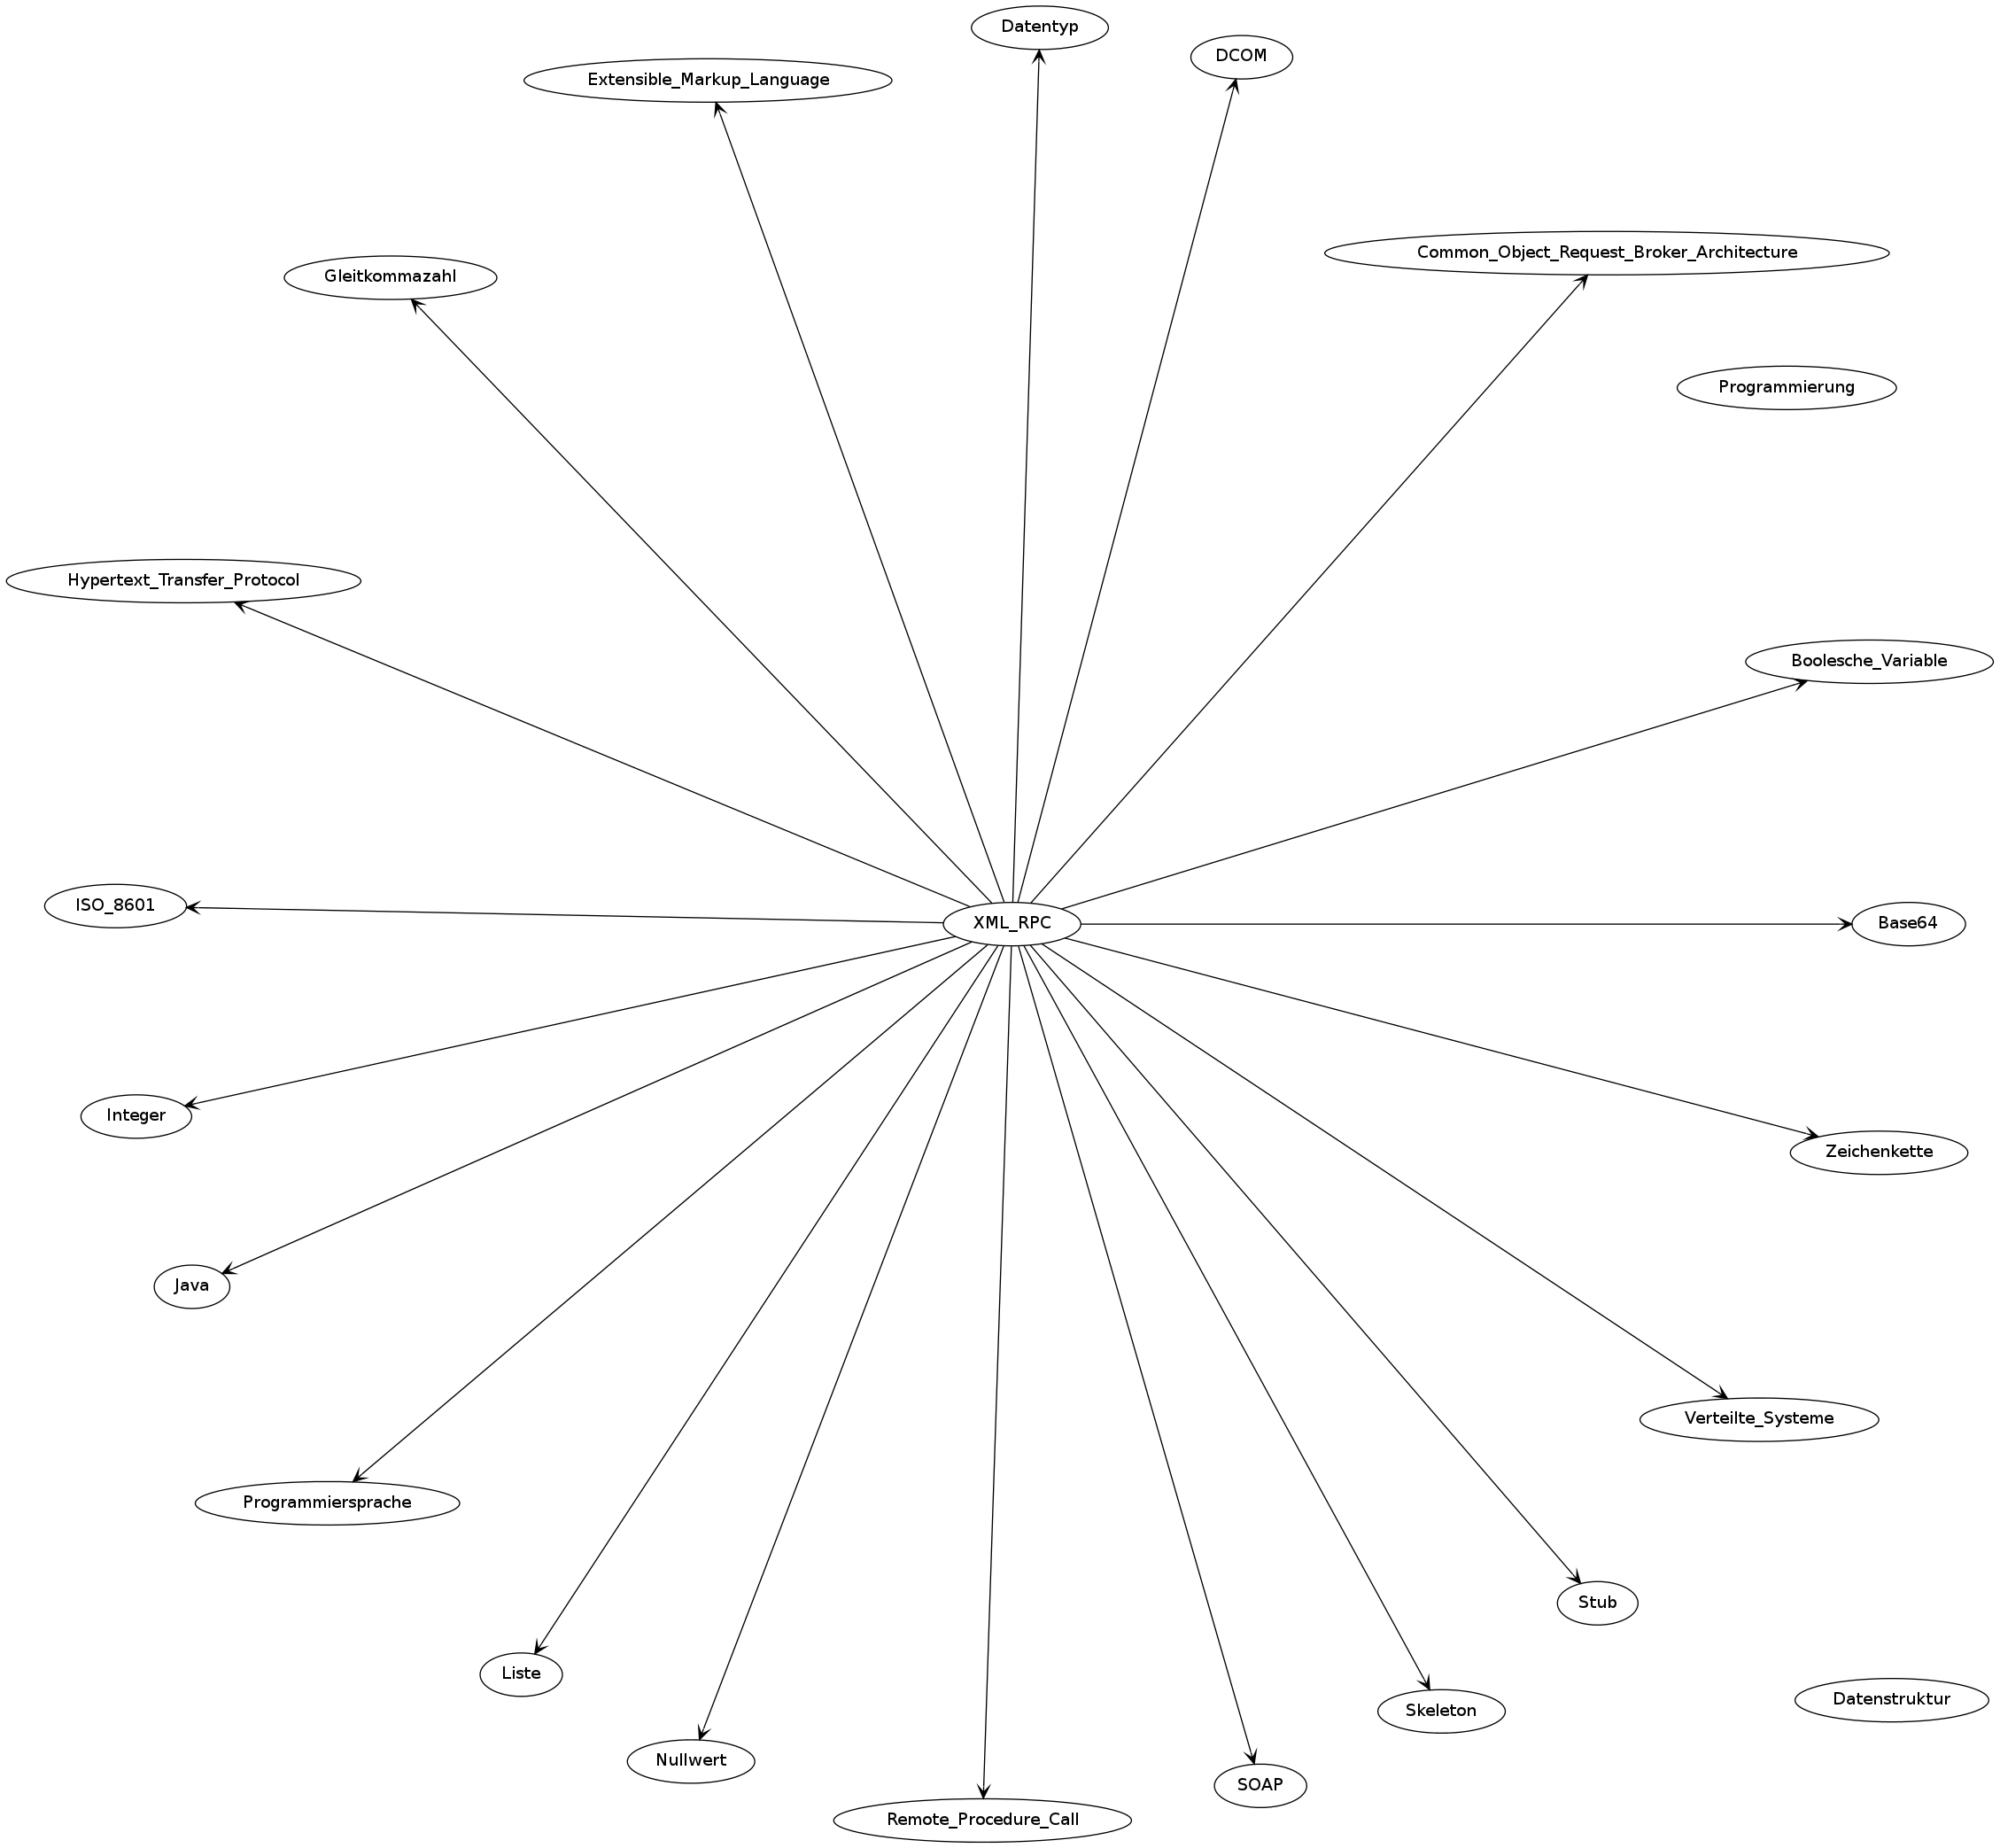 Datentyp
DCOM
Extensible_Markup_Language
Common_Object_Request_Broker_Architecture
Gleitkommazahl
Programmierung
Hypertext_Transfer_Protocol
Boolesche_Variable
ISO_8601
XML_RPC
Base64
Integer
Zeichenkette
Java
Verteilte_Systeme
Programmiersprache
Stub
Liste
Datenstruktur
Skeleton
Nullwert
SOAP
Remote_Procedure_Call